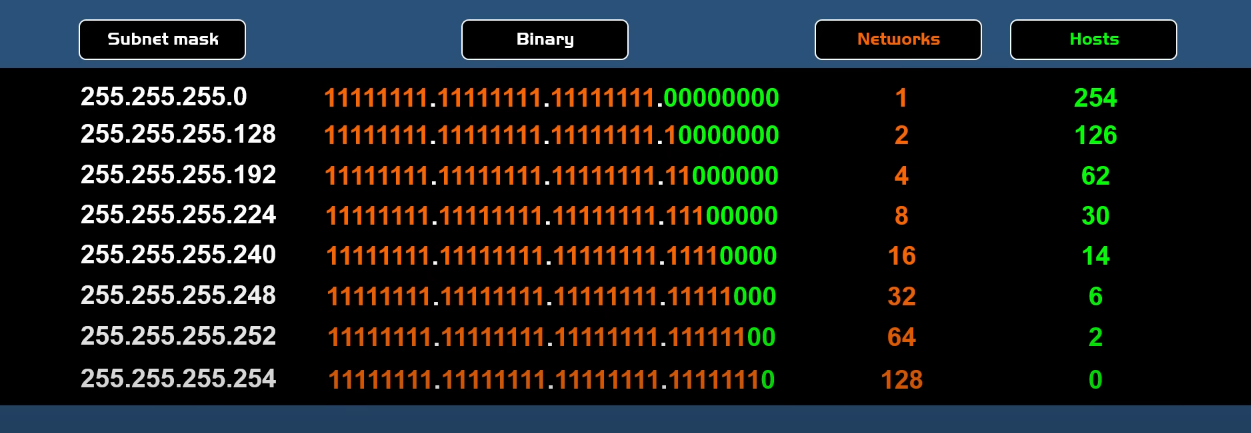 Subnet mask Binary Networks Hosts
255.255.255.0 11111111.11111111.11111111.00000000 1 254
255.255.255.128 11111111.11111111.11111111.10000000 2 126
255.255.255.192 11111111.11111111.11111111.11000000 4 62
255.255.255.224 11111111.11111111.11111111.11100000 8 30
255.255.255.240 11111111.11111111.11111111.11110000 16 14
255.255.255.248 11111111.11111111.11111111.11111000 32 6
255.255.255.252 11111111.11111111.11111111.11111100 64 2
255.255.255.254 11111111.11111111.11111111.11111110 128 0